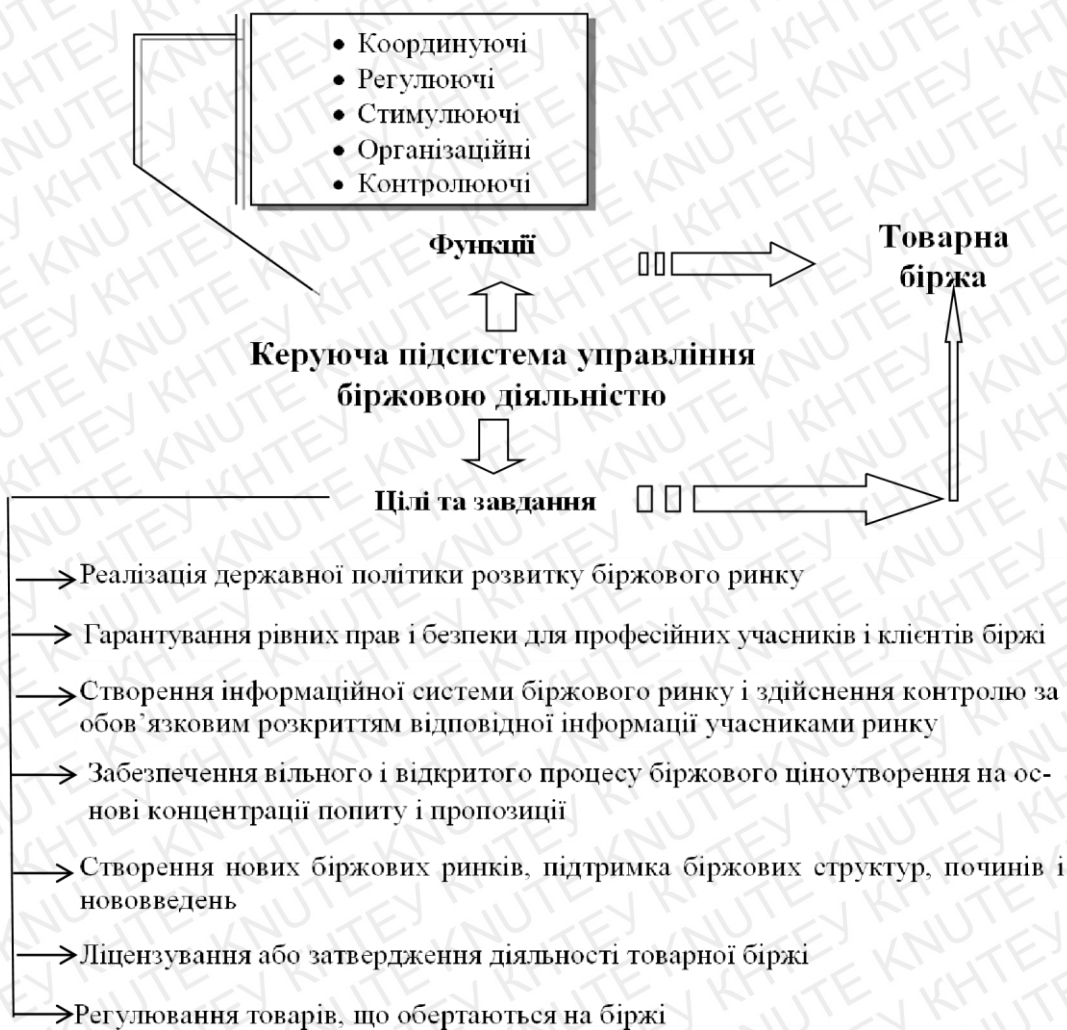 • Координуючі
• Регулюючі
• Стимулюючі
• Організаційні
• Контролюючі
Функції
Товарна
біржа
Керуюча підсистема управління
біржовою діяльністю
Цілі та завдання
Реалізація державної політики розвитку біржового ринку
Гарантування рівних прав і безпеки для професійних учасників і клієнтів біржі
Створення інформаційної системи біржового ринку і здійснення контролю за
обов’язковим розкриттям відповідної інформації учасниками ринку
Забезпечення вільного і відкритого процесу біржового ціноутворення на ос-
нові концентрації попиту і пропозиції
Створення нових біржових ринків, підтримка біржових структур, починів і
нововведень
Ліцензування або затвердження діяльності товарної біржі
Регулювання товарів, що обертаються на біржі
KNUTE KHTEY